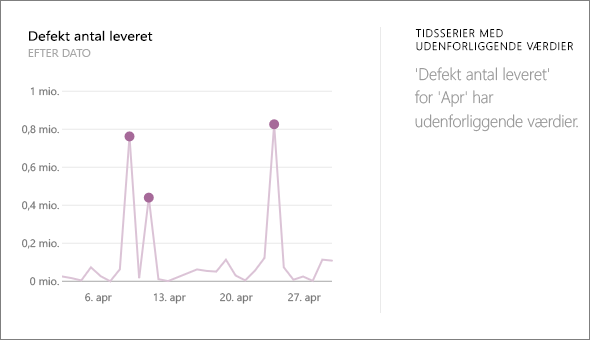 Defekt antal leveret
EFTER DATO
1 mio.
0,8 mio.
0,6 mio.
0,4 mio.
0,2 mio.
0 mio.
6. apr
13. apr
20. apr
27. apr
TIDSSERIER MED
UDENFORLIGGENDE VÆRDIER
'Defekt antal leveret'
for 'Apr' har
udenforliggende værdier.